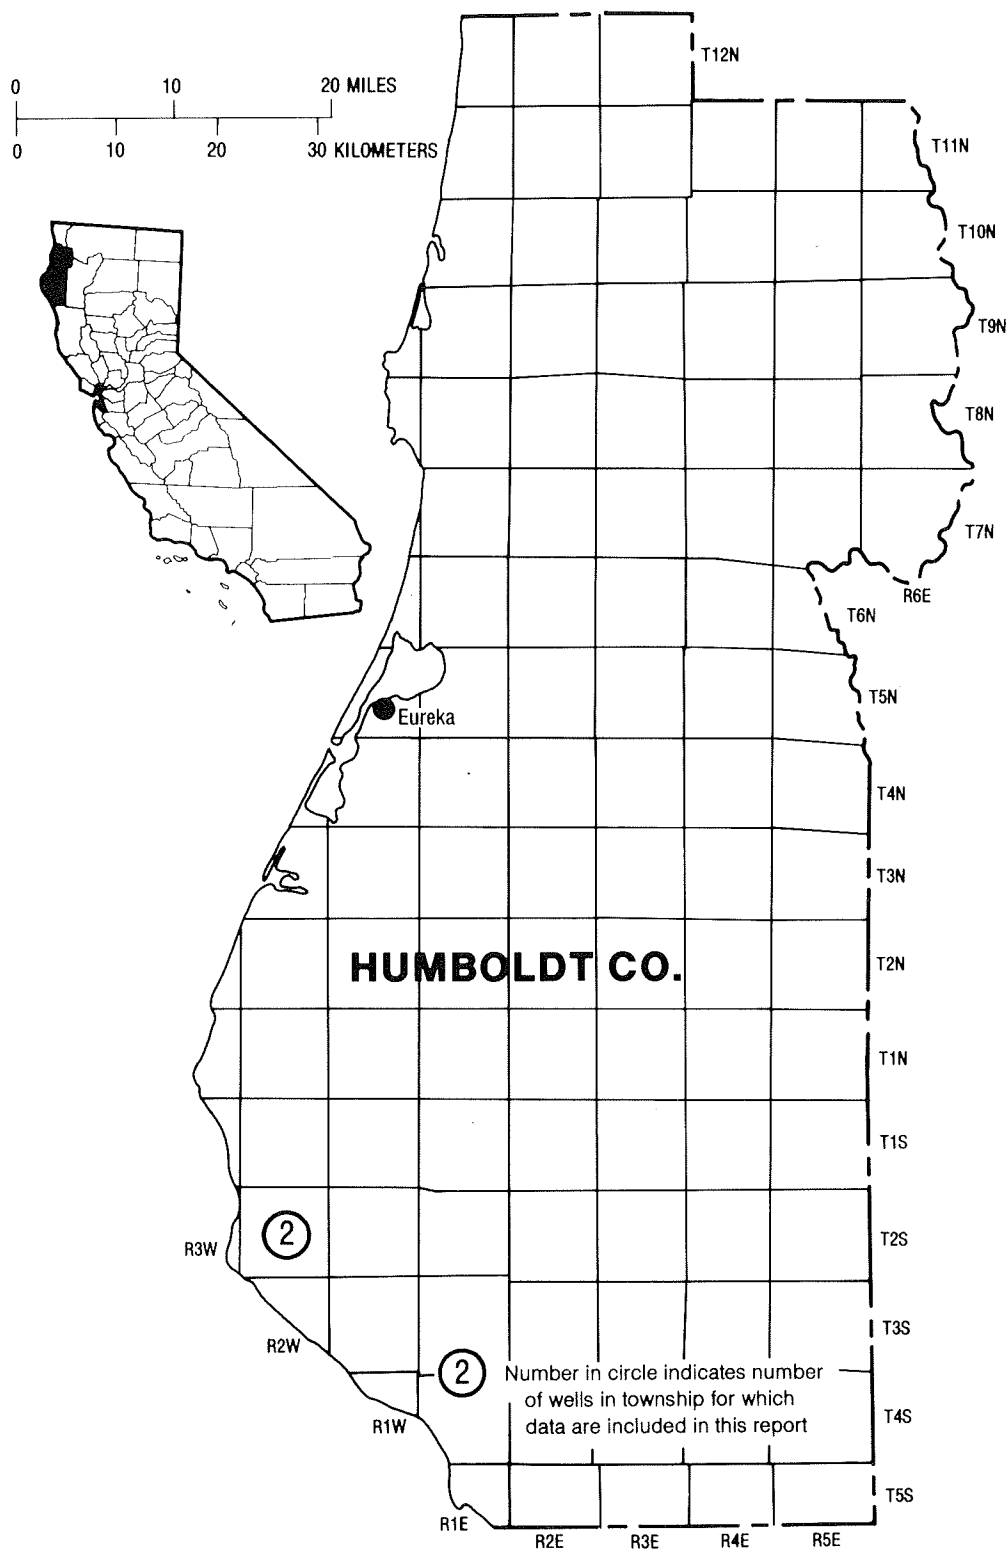 T12N
0 10 20 MILES
0 10 20 30 KILOMETERS
T11N
T10N
T9N
T8N
T7N
R6E
T6N
T5N
Eureka
T4N
T3N
HUMBOLDT CO.
T2N
T1N
T1S
2
R3W
T2S
T3S
R2W
2 Number in circle indicates number
of wells in township for which
data are included in this report
T4S
R1W
T5S
R1E
R2E R3E R4E R5E